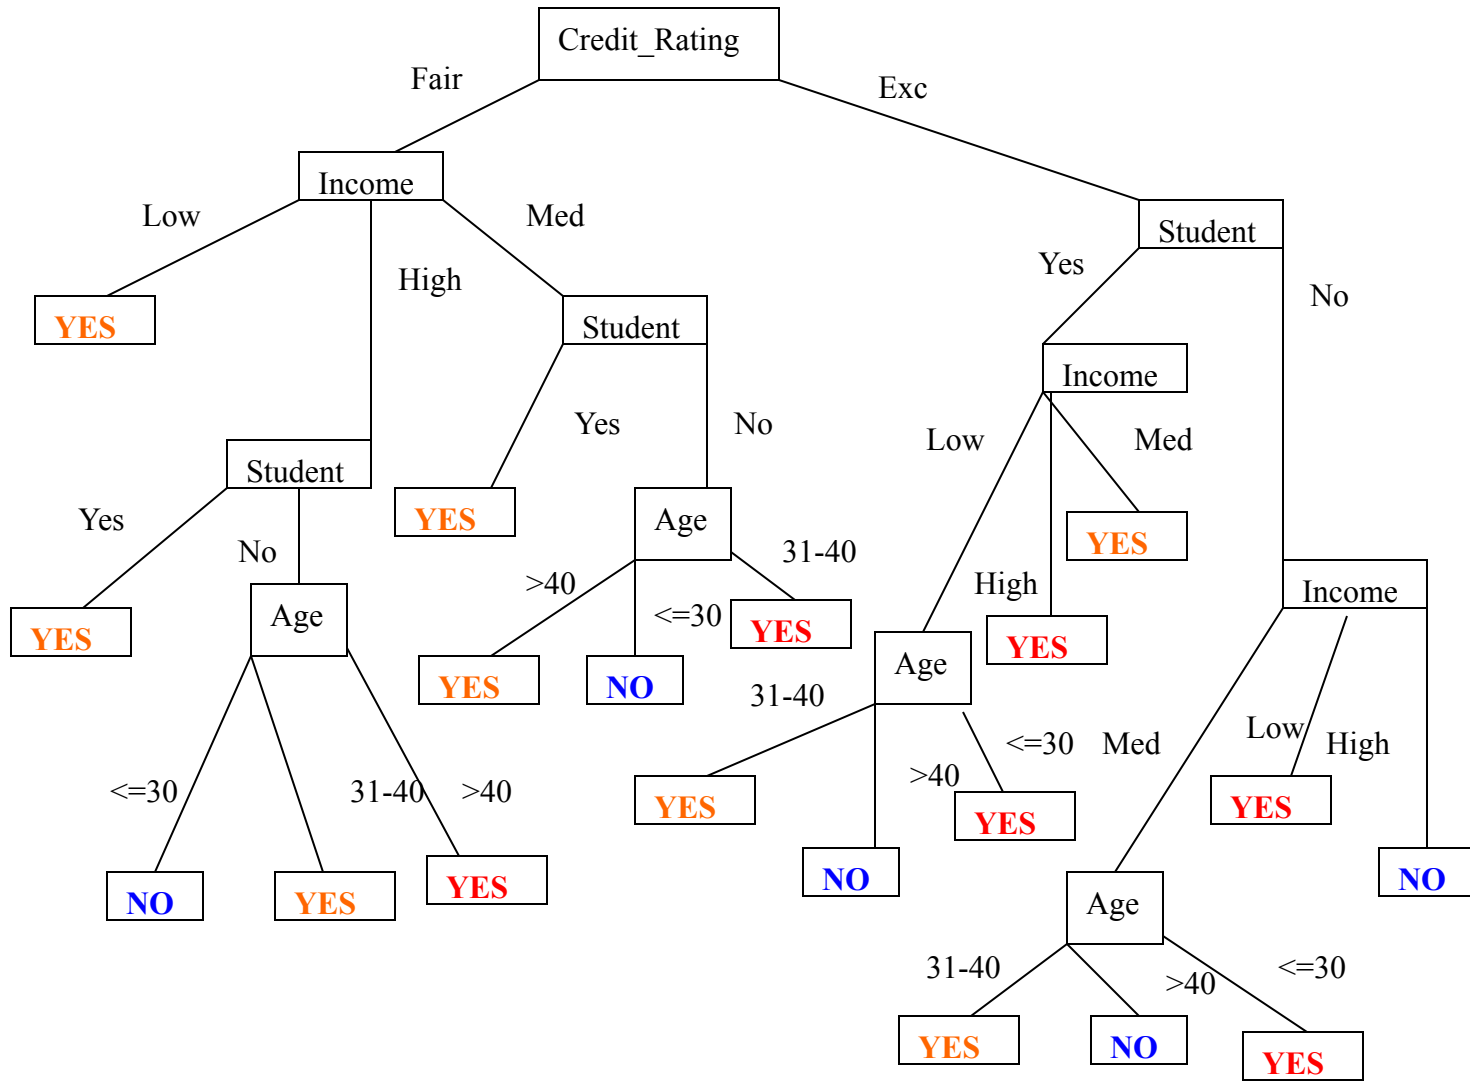 Credit_Rating
Fair
Exc
Income
Low
Med
High
Student
Yes
No
YES
Student
Income
Yes
No
Low
Med
Student
YES
Age
YES
Yes
No
>40
31-40
<=30
High
Income
YES
Age
YES
YES
Age
YES
NO
31-40
<=30
>40
Med
Low
High
<=30
31-40
>40
YES
YES
YES
NO
YES
YES
NO
NO
Age
31-40
>40
<=30
YES
NO
YES